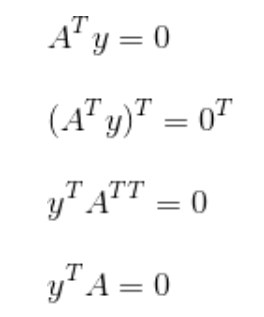 $A^T y = 0$
$(A^T y)^T = 0^T$
$y^T A^{TT} = 0$
$y^T A = 0$